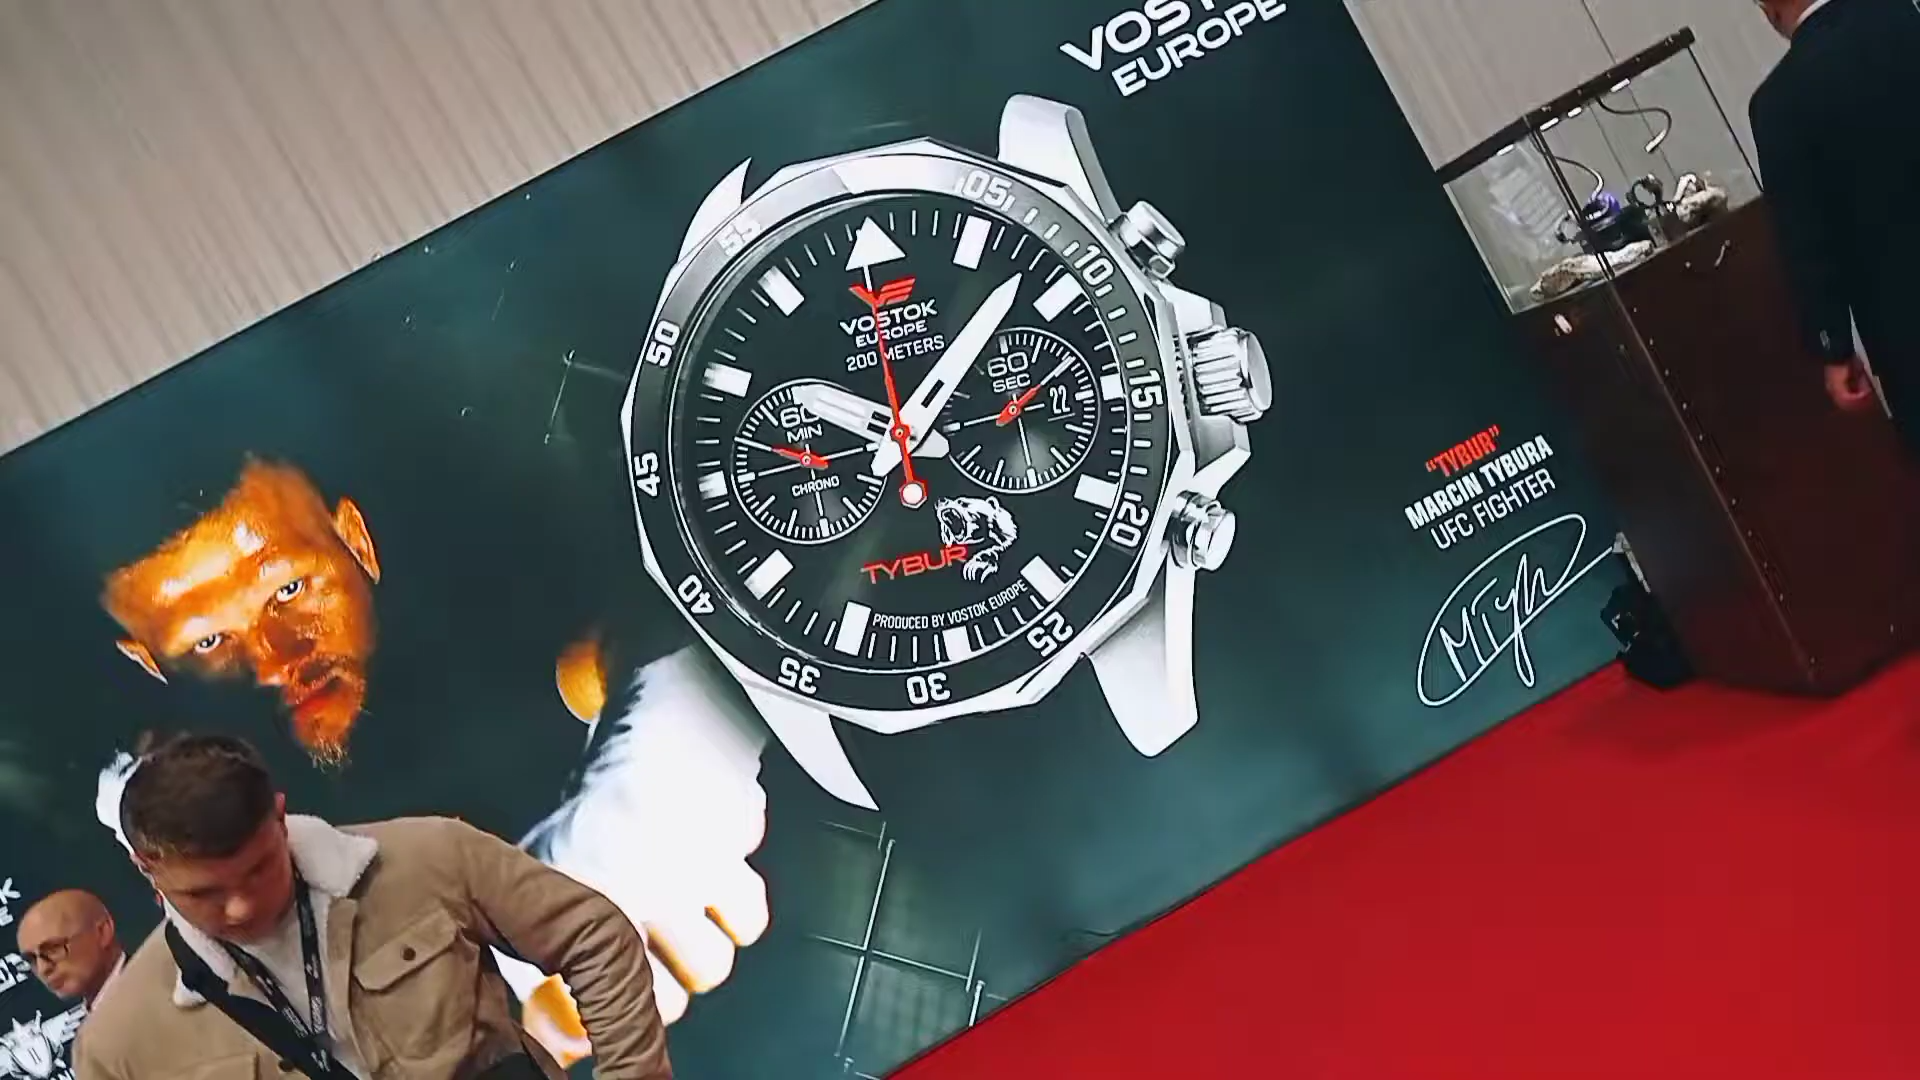 VOSTOK
EUROPE
05
10
15
20
25
30
35
40
45
50
55
VOSTOK
EUROPE
200 METERS
60
MIN
CHRONO
60
SEC
22
TYBUR
PRODUCED BY VOSTOK EUROPE
"TYBUR"
MARCIN TYBURA
UFC FIGHTER